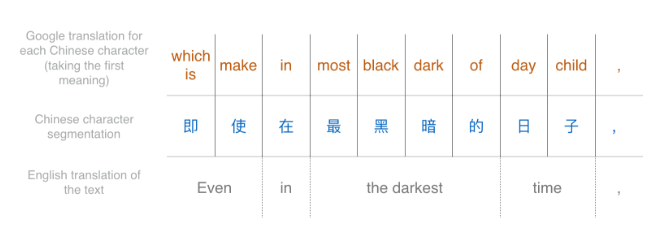 Google translation for
each Chinese character
(taking the first
meaning)
which is make in most black dark of day child ,
Chinese character
segmentation
即 使 在 最 黑 暗 的 日 子 ,
English translation of
the text
Even in the darkest time ,